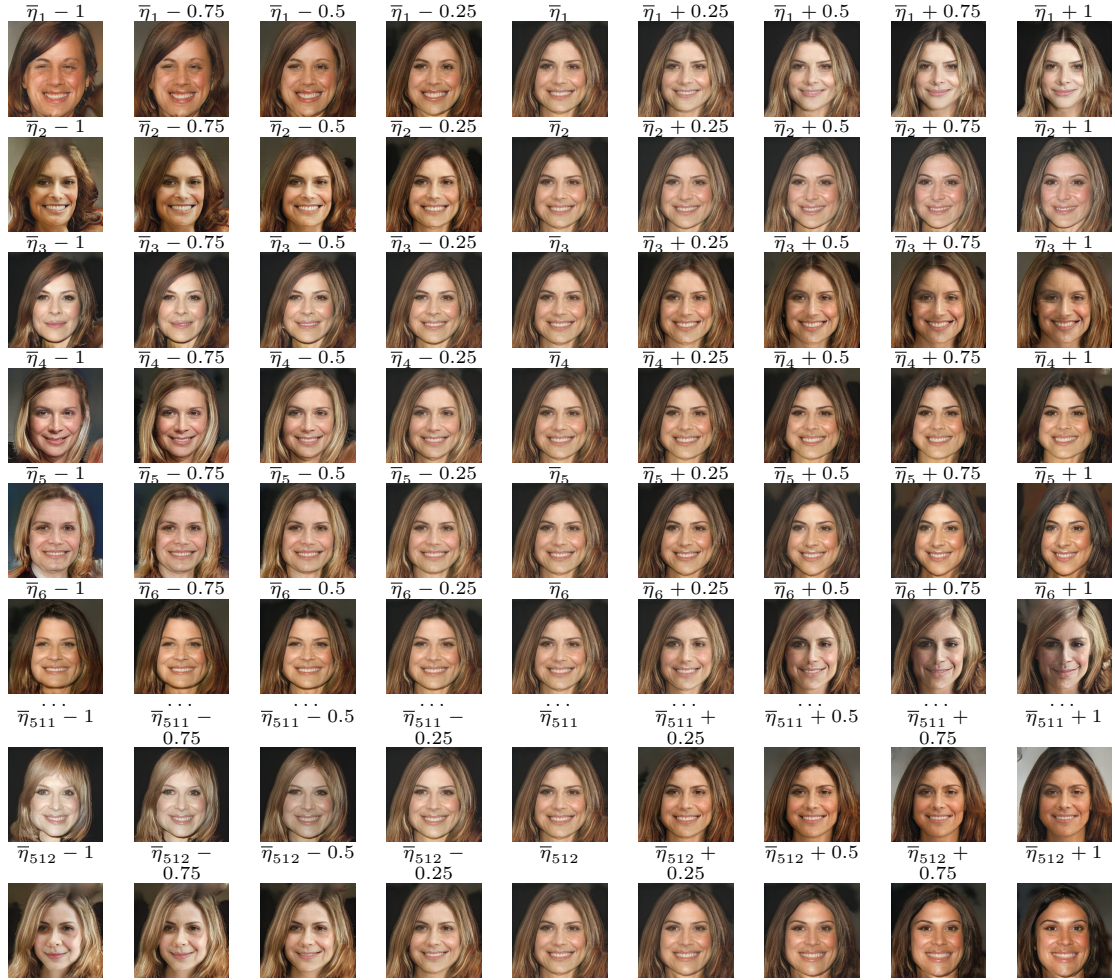 η̅₁ − 1 η̅₁ − 0.75 η̅₁ − 0.5 η̅₁ − 0.25 η̅₁ η̅₁ + 0.25 η̅₁ + 0.5 η̅₁ + 0.75 η̅₁ + 1
η̅₂ − 1 η̅₂ − 0.75 η̅₂ − 0.5 η̅₂ − 0.25 η̅₂ η̅₂ + 0.25 η̅₂ + 0.5 η̅₂ + 0.75 η̅₂ + 1
η̅₃ − 1 η̅₃ − 0.75 η̅₃ − 0.5 η̅₃ − 0.25 η̅₃ η̅₃ + 0.25 η̅₃ + 0.5 η̅₃ + 0.75 η̅₃ + 1
η̅₄ − 1 η̅₄ − 0.75 η̅₄ − 0.5 η̅₄ − 0.25 η̅₄ η̅₄ + 0.25 η̅₄ + 0.5 η̅₄ + 0.75 η̅₄ + 1
η̅₅ − 1 η̅₅ − 0.75 η̅₅ − 0.5 η̅₅ − 0.25 η̅₅ η̅₅ + 0.25 η̅₅ + 0.5 η̅₅ + 0.75 η̅₅ + 1
η̅₆ − 1 η̅₆ − 0.75 η̅₆ − 0.5 η̅₆ − 0.25 η̅₆ η̅₆ + 0.25 η̅₆ + 0.5 η̅₆ + 0.75 η̅₆ + 1
... ... ... ... ... ... ... ... ...
η̅₅₁₁ − 1 η̅₅₁₁ − η̅₅₁₁ − 0.5 η̅₅₁₁ − η̅₅₁₁ η̅₅₁₁ + η̅₅₁₁ + 0.5 η̅₅₁₁ + η̅₅₁₁ + 1
0.75 0.25 0.25 0.75
η̅₅₁₂ − 1 η̅₅₁₂ − η̅₅₁₂ − 0.5 η̅₅₁₂ − η̅₅₁₂ η̅₅₁₂ + η̅₅₁₂ + 0.5 η̅₅₁₂ + η̅₅₁₂ + 1
0.75 0.25 0.25 0.75